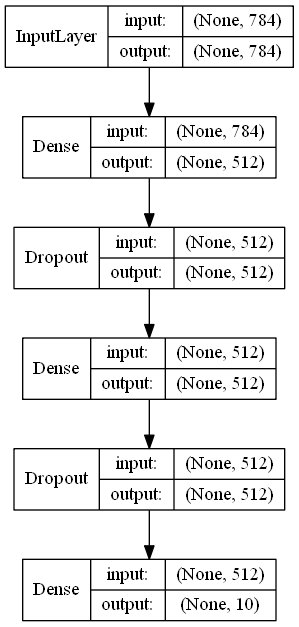 InputLayer
input: (None, 784)
output: (None, 784)
Dense
input: (None, 784)
output: (None, 512)
Dropout
input: (None, 512)
output: (None, 512)
Dense
input: (None, 512)
output: (None, 512)
Dropout
input: (None, 512)
output: (None, 512)
Dense
input: (None, 512)
output: (None, 10)